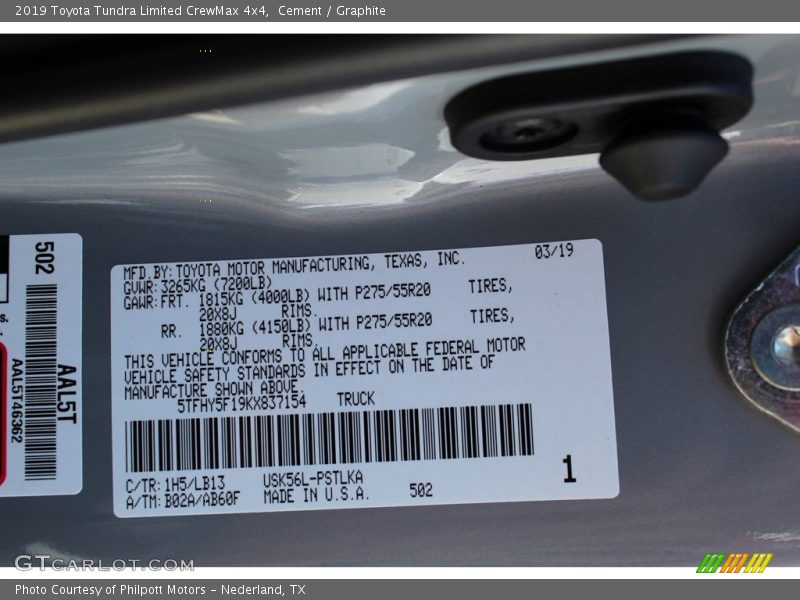 2019 Toyota Tundra Limited CrewMax 4x4,  Cement / Graphite
502
s.
AAL5T46362
AAL5T
MFD.BY:TOYOTA MOTOR MANUFACTURING, TEXAS, INC. 03/19
GVWR:3265KG (7200LB)
GAWR:FRT. 1815KG (4000LB) WITH P275/55R20 TIRES,
20X8J RIMS.
RR. 1880KG (4150LB) WITH P275/55R20 TIRES,
20X8J RIMS.
THIS VEHICLE CONFORMS TO ALL APPLICABLE FEDERAL MOTOR
VEHICLE SAFETY STANDARDS IN EFFECT ON THE DATE OF
MANUFACTURE SHOWN ABOVE
5TFHY5F19KX837154 TRUCK
C/TR:1H5/LB13 USK56L-PSTLKA
A/TM:B02A/AB60F MADE IN U.S.A. 502 1
GTCARLOT.COM
Photo Courtesy of Philpott Motors - Nederland, TX